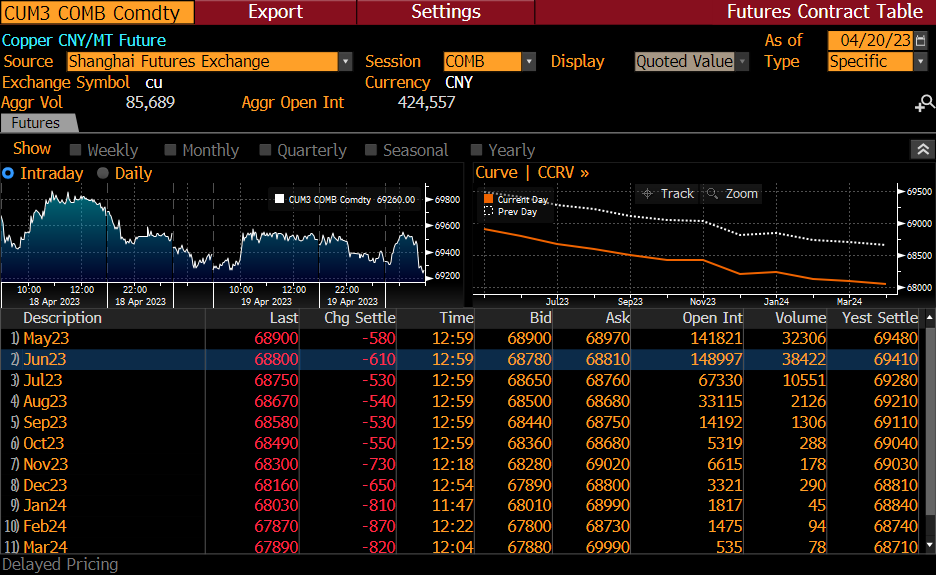 CUM3 COMB Comdty Export Settings Futures Contract Table
Copper CNY/MT Future As of 04/20/23
Source Shanghai Futures Exchange Session COMB Display Quoted Value Type Specific
Exchange Symbol cu Currency CNY
Aggr Vol 85,689 Aggr Open Int 424,557
Futures
Show Weekly Monthly Quarterly Seasonal Yearly
Intraday Daily Curve | CCRV »
CUM3 COMB Comdty 69260.00
69800
69600
69400
69200
10:00 12:00 22:00 10:00 12:00 22:00
18 Apr 2023 18 Apr 2023 19 Apr 2023 19 Apr 2023
Track Zoom
Current Day
Prev Day
69500
69000
68500
68000
Jul23 Sep23 Nov23 Jan24 Mar24
Description Last Chg Settle Time Bid Ask Open Int Volume Yest Settle
1) May23 68900 -580 12:59 68900 68970 141821 32306 69480
2) Jun23 68800 -610 12:59 68780 68810 148997 38422 69410
3) Jul23 68750 -530 12:59 68650 68760 67330 10551 69280
4) Aug23 68670 -540 12:59 68500 68680 33115 2126 69210
5) Sep23 68580 -530 12:59 68440 68750 14192 1306 69110
6) Oct23 68490 -550 12:59 68360 68680 5319 288 69040
7) Nov23 68300 -730 12:18 68280 69020 6615 178 69030
8) Dec23 68160 -650 12:54 67890 68800 3321 290 68810
9) Jan24 68030 -810 11:47 68010 68990 1817 45 68840
10) Feb24 67870 -870 12:22 67800 68730 1475 94 68740
11) Mar24 67890 -820 12:04 67880 69990 535 78 68710
Delayed Pricing